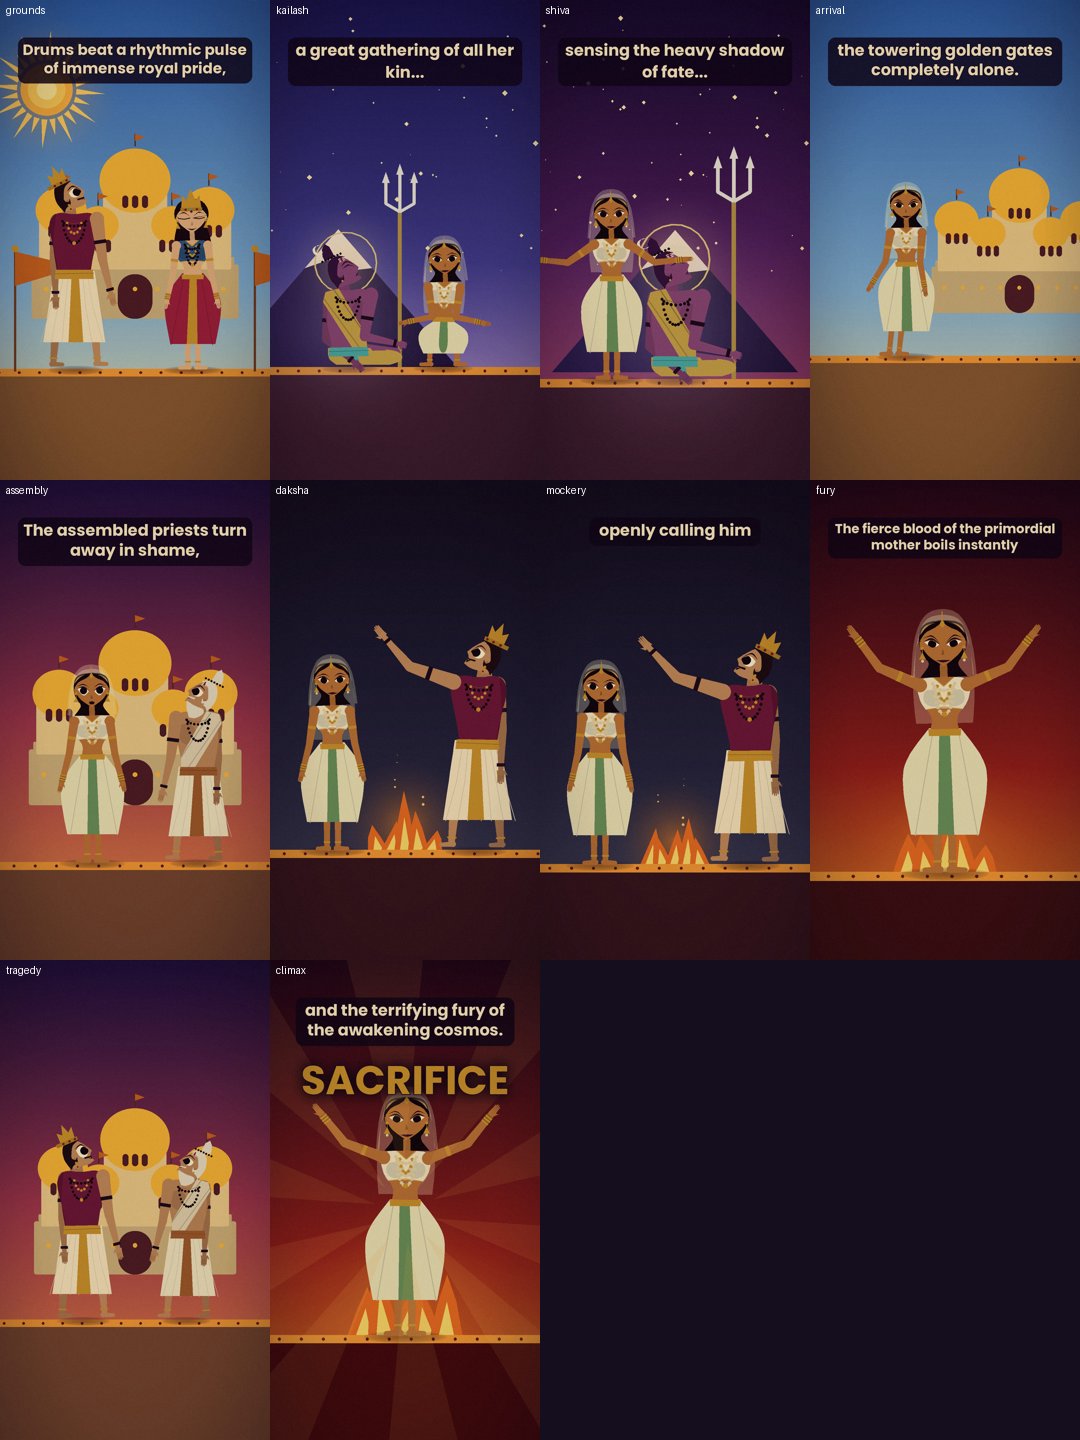 grounds
Drums beat a rhythmic pulse
of immense royal pride,
kailash
a great gathering of all her
kin...
shiva
sensing the heavy shadow
of fate...
arrival
the towering golden gates
completely alone.
assembly
The assembled priests turn
away in shame,
daksha
mockery
openly calling him
fury
The fierce blood of the primordial
mother boils instantly
tragedy
climax
and the terrifying fury of
the awakening cosmos.
SACRIFICE